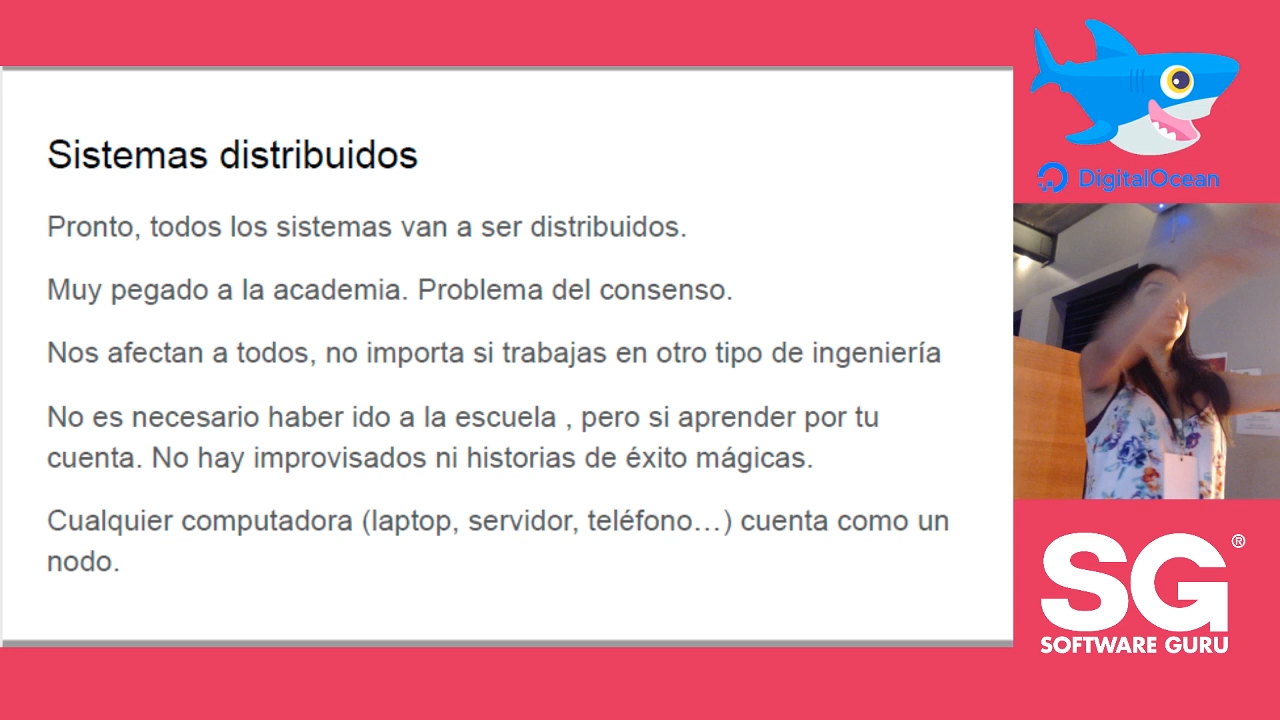 Sistemas distribuidos
Pronto, todos los sistemas van a ser distribuidos.
Muy pegado a la academia. Problema del consenso.
Nos afectan a todos, no importa si trabajas en otro tipo de ingeniería
No es necesario haber ido a la escuela , pero si aprender por tu
cuenta. No hay improvisados ni historias de éxito mágicas.
Cualquier computadora (laptop, servidor, teléfono…) cuenta como un
nodo.
DigitalOcean
SG®
SOFTWARE GURU